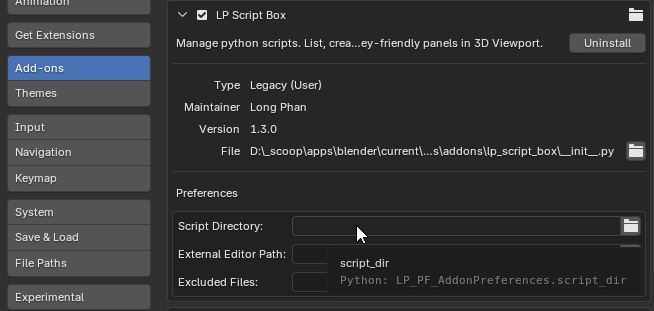 Animation
Get Extensions
Add-ons
Themes
Input
Navigation
Keymap
System
Save & Load
File Paths
Experimental
LP Script Box
Manage python scripts. List, crea...ey-friendly panels in 3D Viewport.
Uninstall
Type Legacy (User)
Maintainer Long Phan
Version 1.3.0
File D:\_scoop\apps\blender\current\...s\addons\lp_script_box\__init__.py
Preferences
Script Directory:
External Editor Path:
Excluded Files:
script_dir
Python: LP_PF_AddonPreferences.script_dir